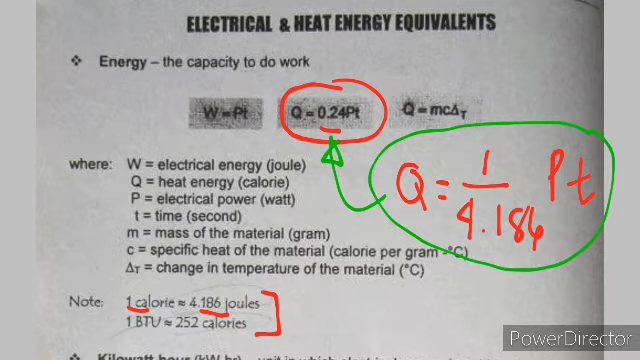 ELECTRICAL & HEAT ENERGY EQUIVALENTS
❖ Energy – the capacity to do work
W = Pt Q = 0.24Pt Q = mcΔT
Q = 1/4.186 Pt
where: W = electrical energy (joule)
Q = heat energy (calorie)
P = electrical power (watt)
t = time (second)
m = mass of the material (gram)
c = specific heat of the material (calorie per gram -°C)
ΔT = change in temperature of the material (°C)
Note: 1 calorie ≈ 4.186 joules
1 BTU ≈ 252 calories
❖ Kilowatt hour (kW-hr)
PowerDirector